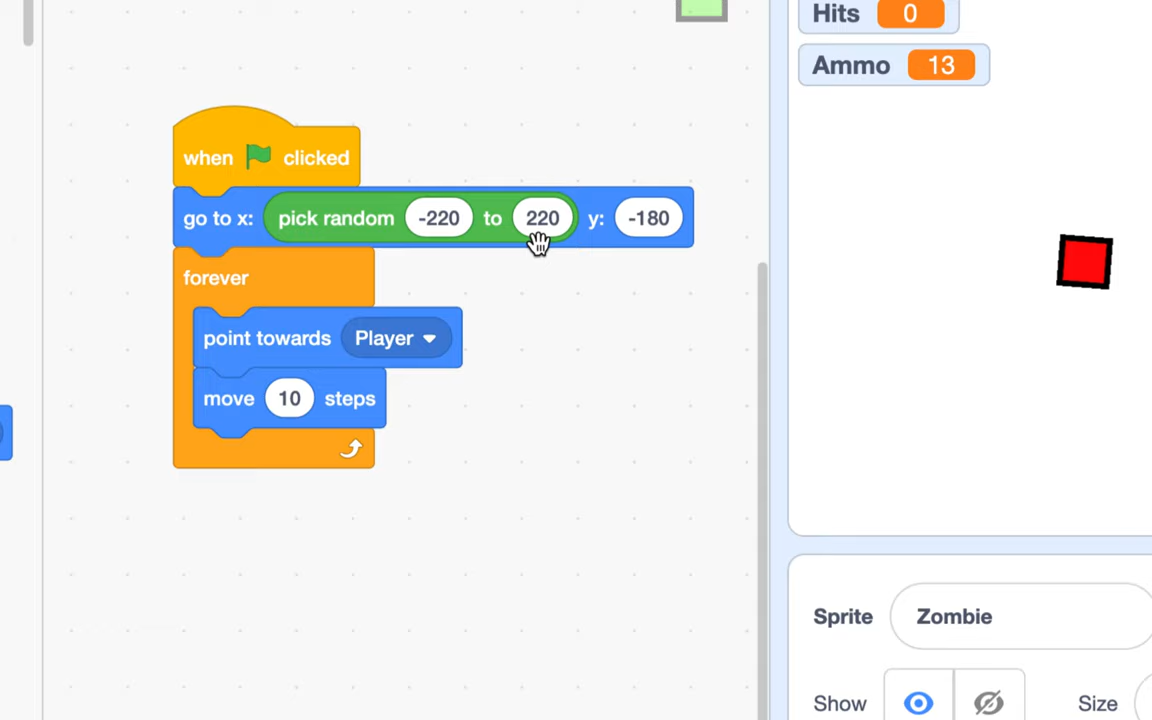 Hits 0
Ammo 13
when clicked
go to x: pick random -220 to 220 y: -180
forever
point towards Player
move 10 steps
Sprite Zombie
Show Size